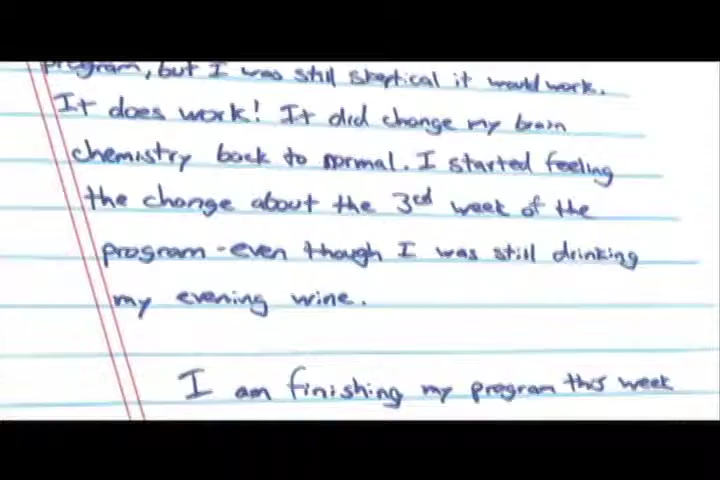 program, but I was still skeptical it would work.
It does work! It did change my brain
chemistry back to normal. I started feeling
the change about the 3rd week of the
program - even though I was still drinking
my evening wine.
I am finishing my program this week